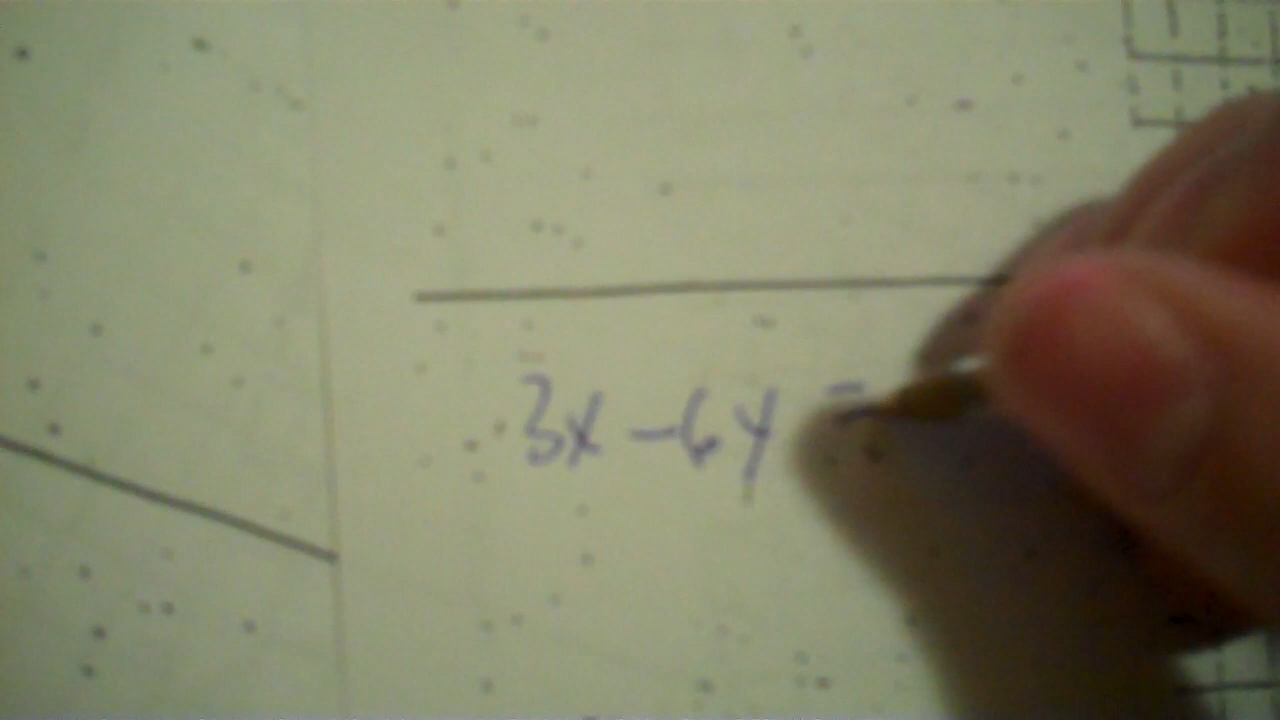 3x - 6y =